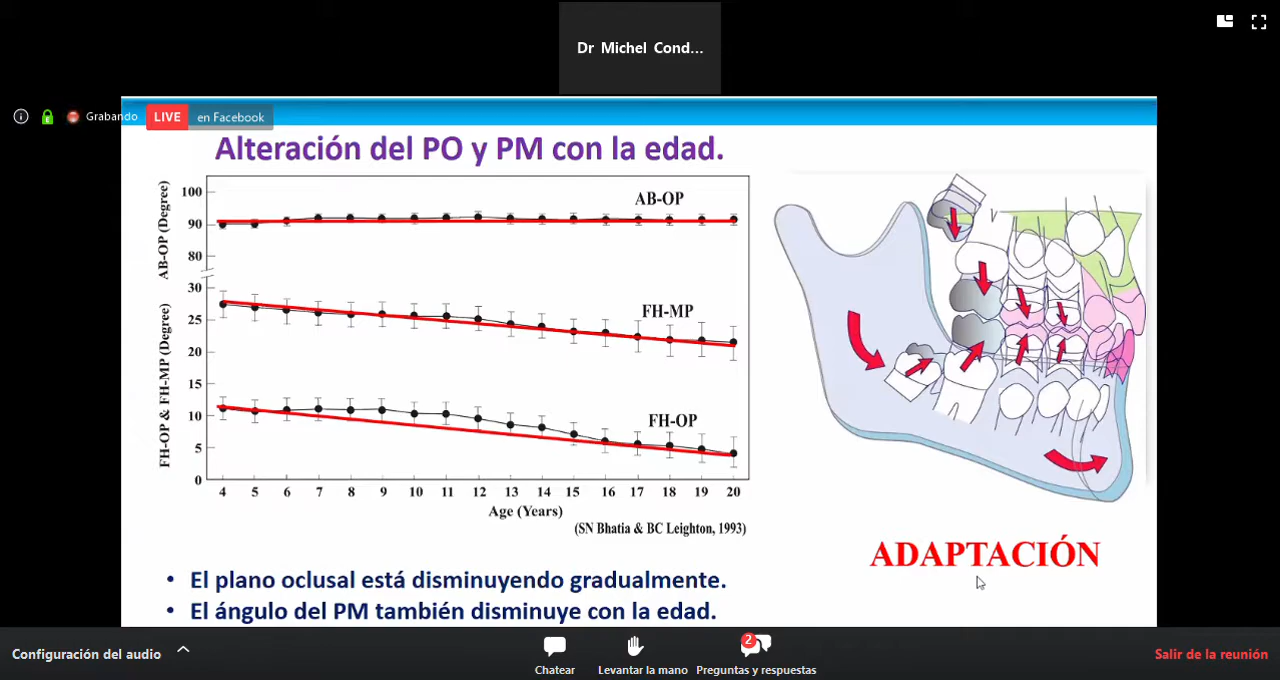 Dr Michel Cond...
Grabando
LIVE en Facebook
Alteración del PO y PM con la edad.
AB-OP (Degree)
FH-OP & FH-MP (Degree)
100
90
80
30
25
20
15
10
5
0
AB-OP
FH-MP
FH-OP
4 5 6 7 8 9 10 11 12 13 14 15 16 17 18 19 20
Age (Years)
(SN Bhatia & BC Leighton, 1993)
ADAPTACIÓN
• El plano oclusal está disminuyendo gradualmente.
• El ángulo del PM también disminuye con la edad.
Configuración del audio
Chatear
Levantar la mano
2
Preguntas y respuestas
Salir de la reunión